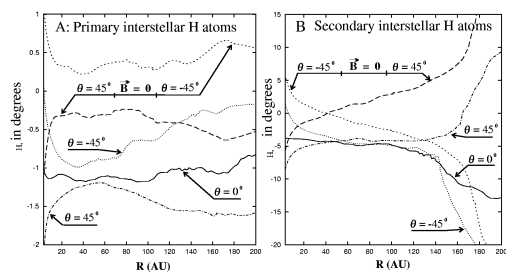 A: Primary interstellar H atoms
H, in degrees
1
0.5
0
-0.5
-1
-1.5
-2
θ = 45° B = 0 θ = -45°
θ = -45°
θ = 0°
θ = 45°
20 40 60 80 100 120 140 160 180 200
R (AU)
B Secondary interstellar H atoms
H, in degrees
15
10
5
0
-5
-10
-15
-20
θ = -45° B = 0 θ = 45°
θ = 45°
θ = 0°
θ = -45°
0 20 40 60 80 100 120 140 160 180 200
R (AU)